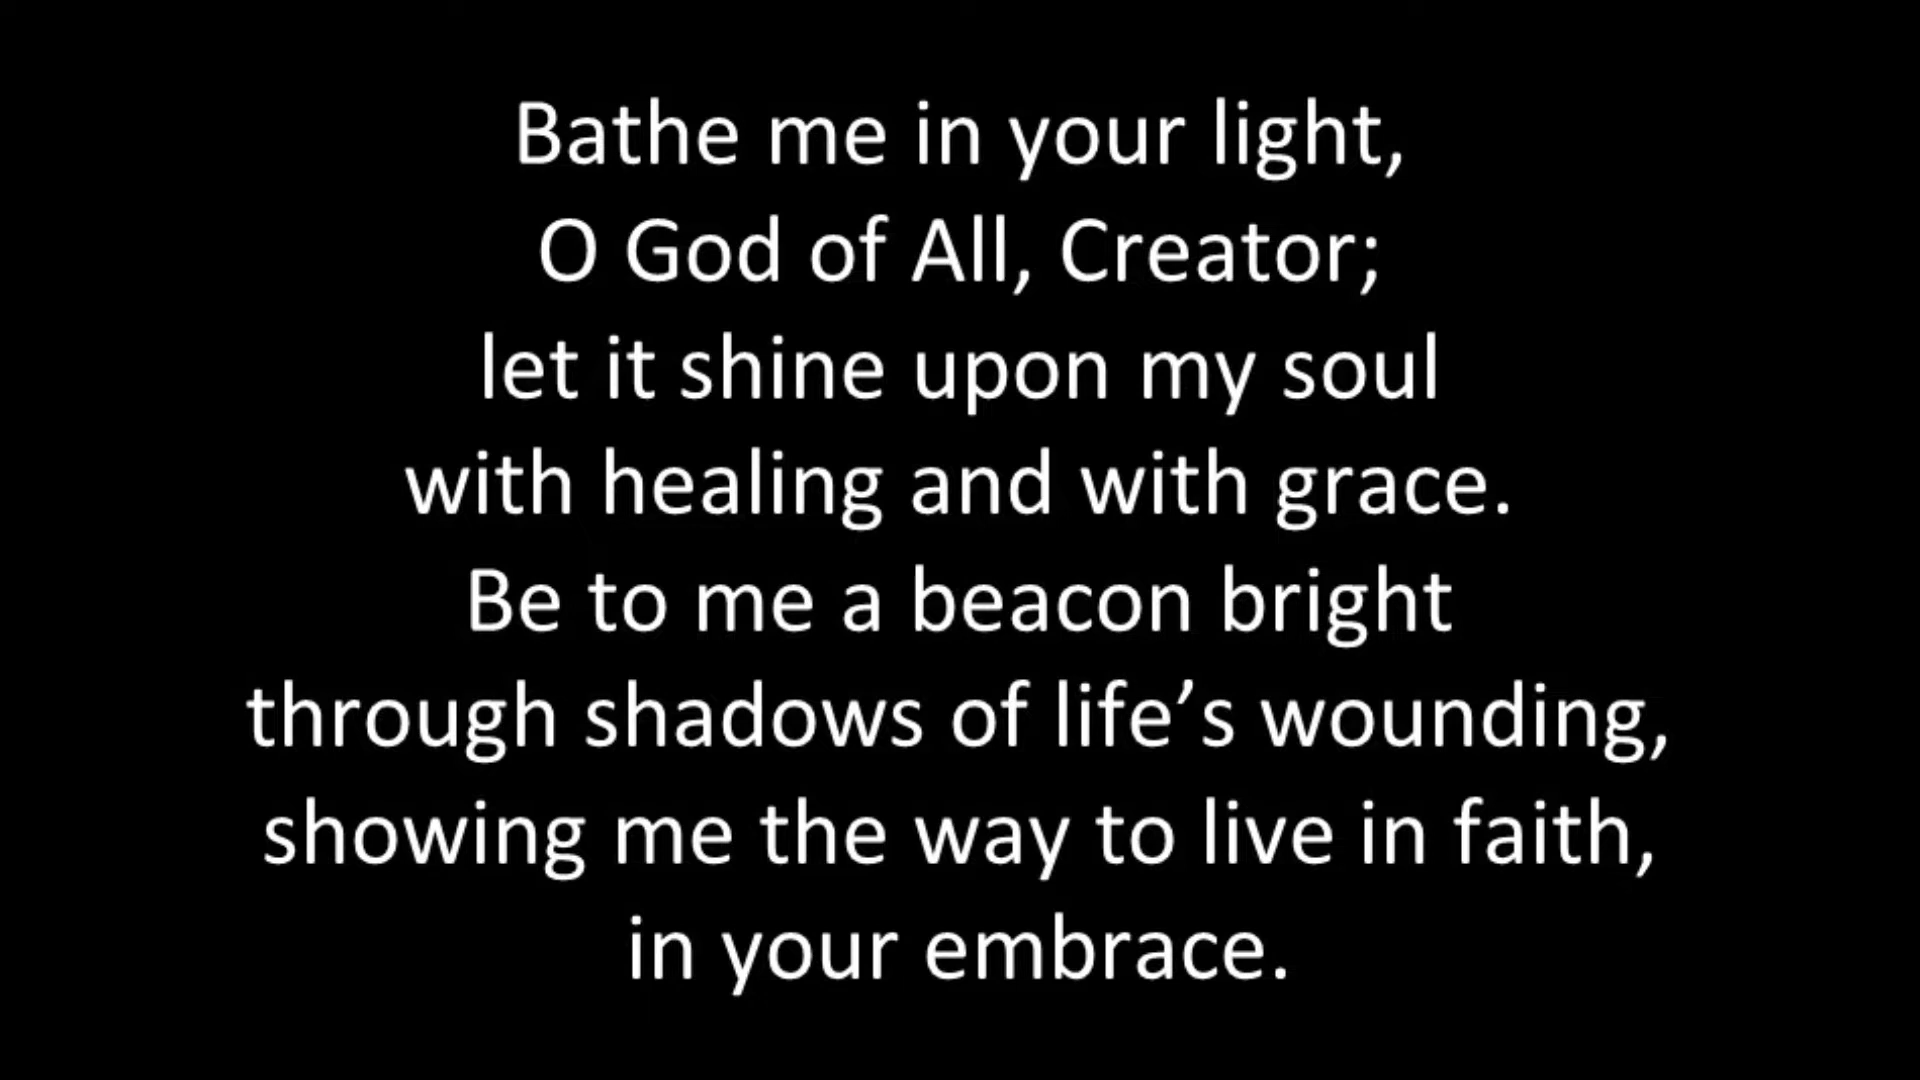 Bathe me in your light,
O God of All, Creator;
let it shine upon my soul
with healing and with grace.
Be to me a beacon bright
through shadows of life’s wounding,
showing me the way to live in faith,
in your embrace.